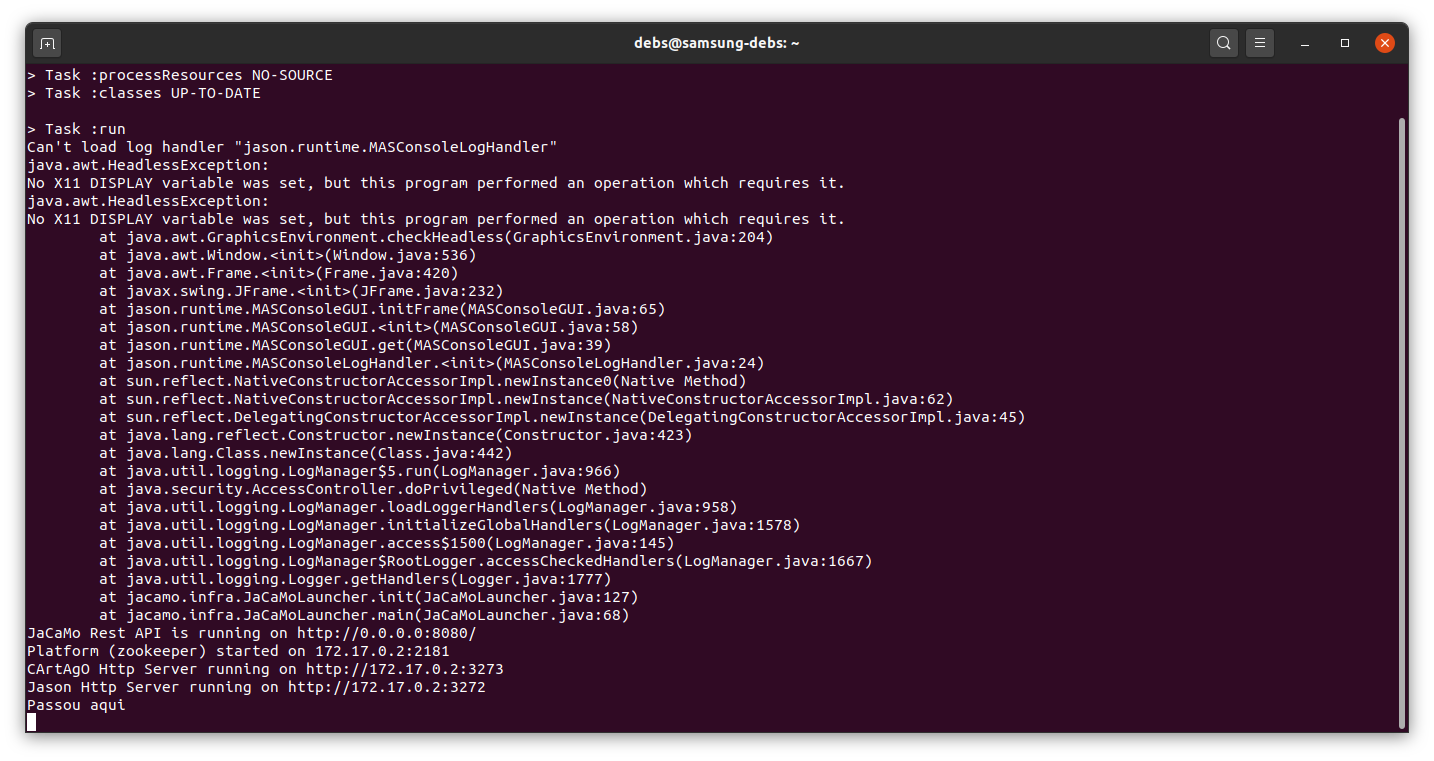 debs@samsung-debs: ~
> Task :processResources NO-SOURCE
> Task :classes UP-TO-DATE
> Task :run
Can't load log handler "jason.runtime.MASConsoleLogHandler"
java.awt.HeadlessException:
No X11 DISPLAY variable was set, but this program performed an operation which requires it.
java.awt.HeadlessException:
No X11 DISPLAY variable was set, but this program performed an operation which requires it.
at java.awt.GraphicsEnvironment.checkHeadless(GraphicsEnvironment.java:204)
at java.awt.Window.<init>(Window.java:536)
at java.awt.Frame.<init>(Frame.java:420)
at javax.swing.JFrame.<init>(JFrame.java:232)
at jason.runtime.MASConsoleGUI.initFrame(MASConsoleGUI.java:65)
at jason.runtime.MASConsoleGUI.<init>(MASConsoleGUI.java:58)
at jason.runtime.MASConsoleGUI.get(MASConsoleGUI.java:39)
at jason.runtime.MASConsoleLogHandler.<init>(MASConsoleLogHandler.java:24)
at sun.reflect.NativeConstructorAccessorImpl.newInstance0(Native Method)
at sun.reflect.NativeConstructorAccessorImpl.newInstance(NativeConstructorAccessorImpl.java:62)
at sun.reflect.DelegatingConstructorAccessorImpl.newInstance(DelegatingConstructorAccessorImpl.java:45)
at java.lang.reflect.Constructor.newInstance(Constructor.java:423)
at java.lang.Class.newInstance(Class.java:442)
at java.util.logging.LogManager$5.run(LogManager.java:966)
at java.security.AccessController.doPrivileged(Native Method)
at java.util.logging.LogManager.loadLoggerHandlers(LogManager.java:958)
at java.util.logging.LogManager.initializeGlobalHandlers(LogManager.java:1578)
at java.util.logging.LogManager.access$1500(LogManager.java:145)
at java.util.logging.LogManager$RootLogger.accessCheckedHandlers(LogManager.java:1667)
at java.util.logging.Logger.getHandlers(Logger.java:1777)
at jacamo.infra.JaCaMoLauncher.init(JaCaMoLauncher.java:127)
at jacamo.infra.JaCaMoLauncher.main(JaCaMoLauncher.java:68)
JaCaMo Rest API is running on http://0.0.0.0:8080/
Platform (zookeeper) started on 172.17.0.2:2181
CArtAgO Http Server running on http://172.17.0.2:3273
Jason Http Server running on http://172.17.0.2:3272
Passou aqui